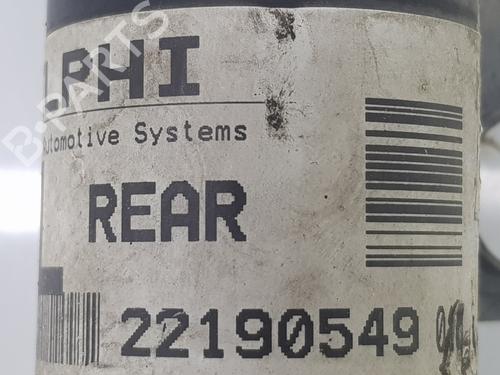 LPHI
Automotive Systems
REAR
22190549
B-PARTS